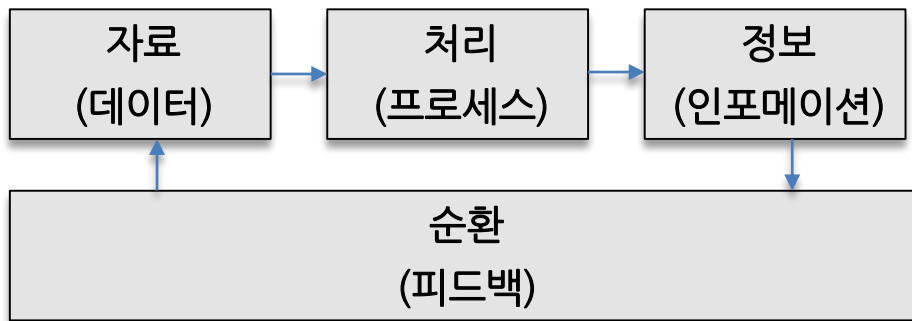 자료
(데이터)
처리
(프로세스)
정보
(인포메이션)
순환
(피드백)